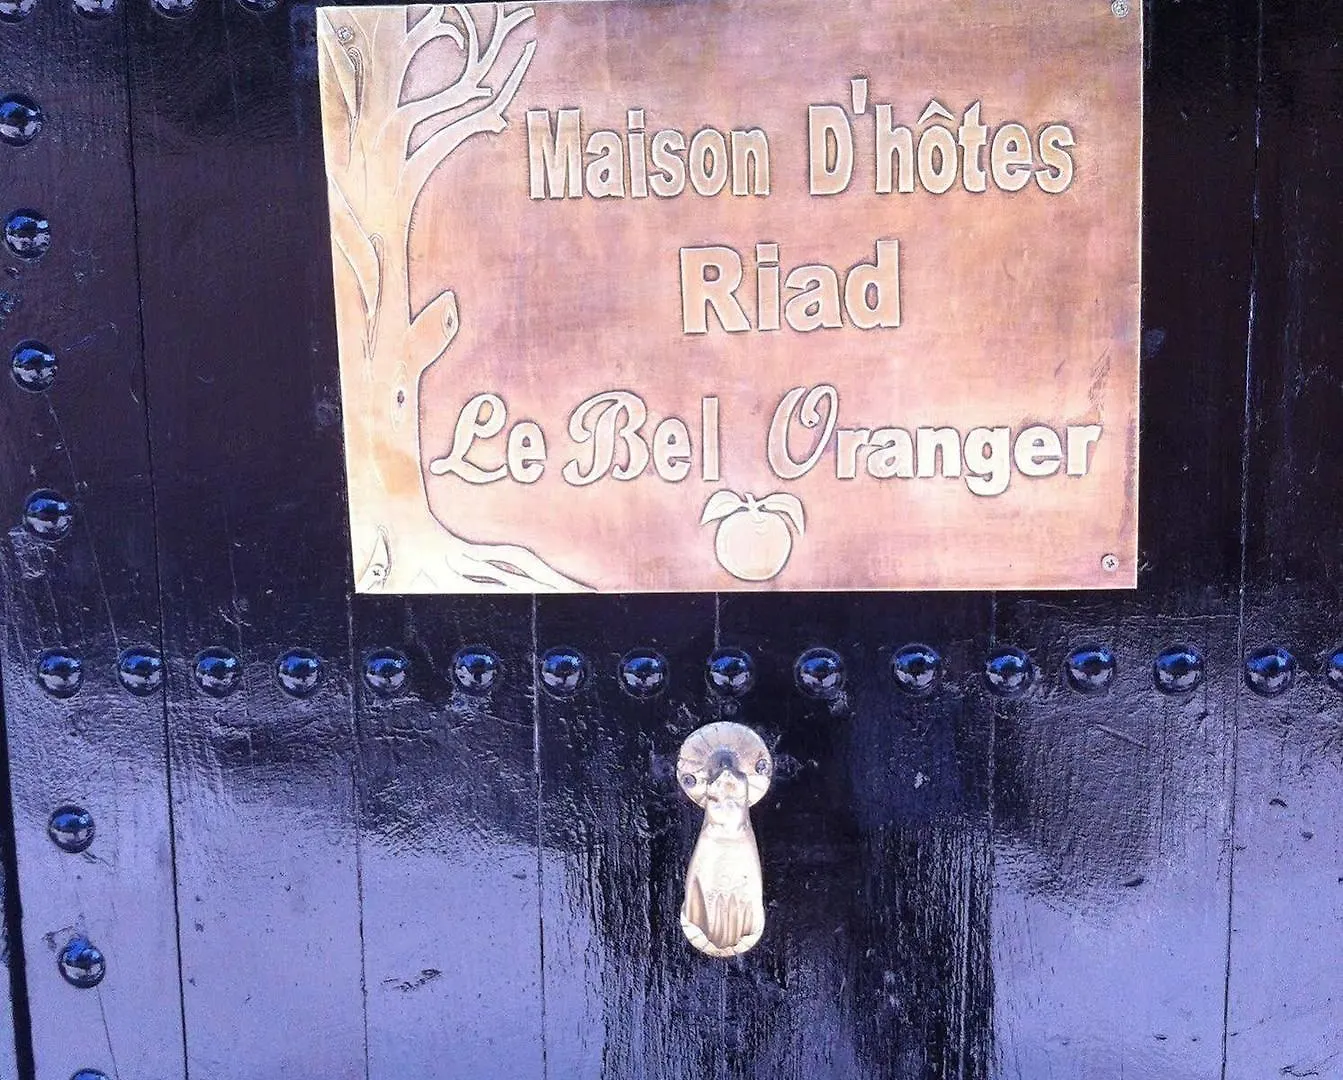 Maison D'hôtes
Riad
Le Bel Oranger